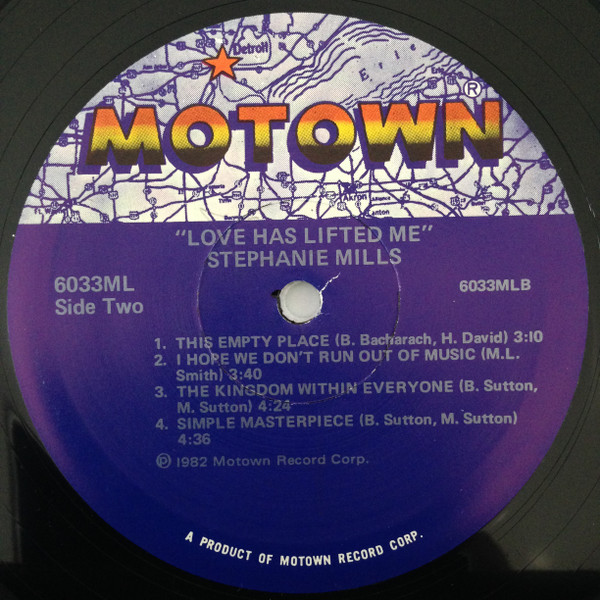 Detroit
Erie
MOTOWN®
Akron
"LOVE HAS LIFTED ME"
STEPHANIE MILLS
6033ML
6033MLB
Side Two
1. THIS EMPTY PLACE (B. Bacharach, H. David) 3:10
2. I HOPE WE DON'T RUN OUT OF MUSIC (M.L.
Smith) 3:40
3. THE KINGDOM WITHIN EVERYONE (B. Sutton,
M. Sutton) 4:24
4. SIMPLE MASTERPIECE (B. Sutton, M. Sutton)
4:36
℗ 1982 Motown Record Corp.
A PRODUCT OF MOTOWN RECORD CORP.